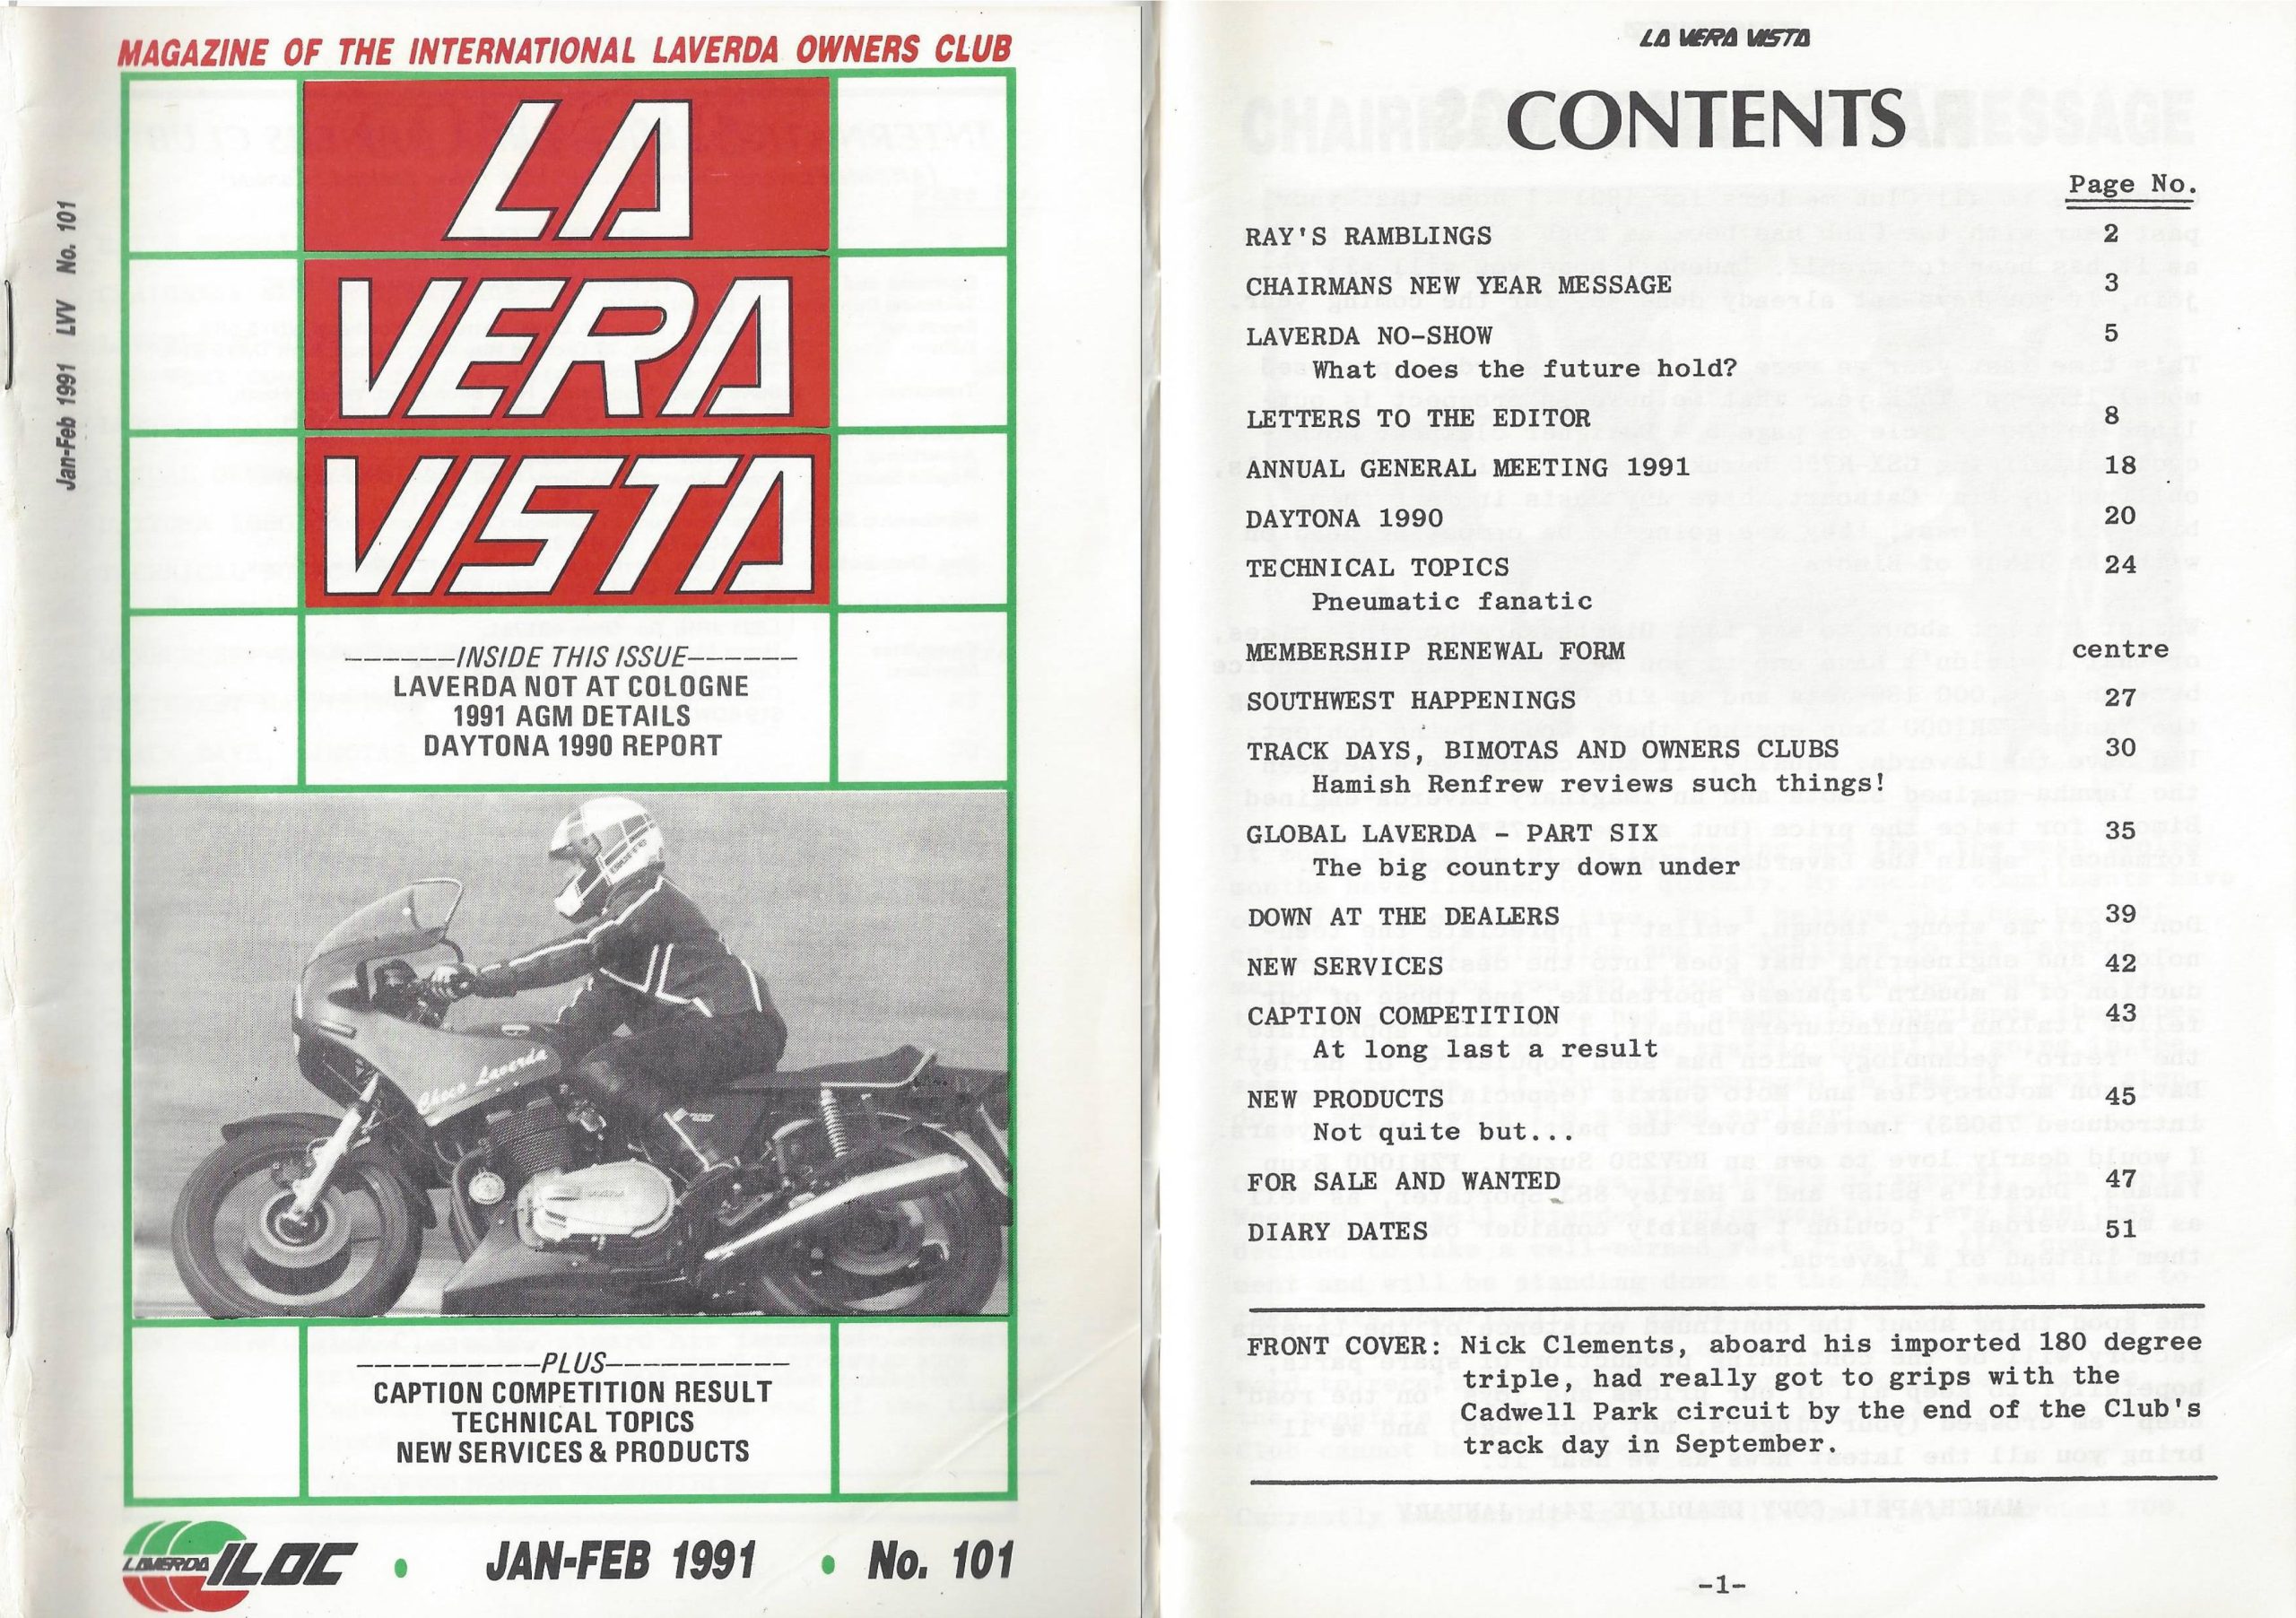 MAGAZINE OF THE INTERNATIONAL LAVERDA OWNERS CLUB
Jan-Feb 1991 LVV No. 101
LA
VERA
VISTA
-------INSIDE THIS ISSUE------
LAVERDA NOT AT COLOGNE
1991 AGM DETAILS
DAYTONA 1990 REPORT
Choco Laverda
-----------PLUS-----------
CAPTION COMPETITION RESULT
TECHNICAL TOPICS
NEW SERVICES & PRODUCTS
LAVERDA ILOC • JAN-FEB 1991 • No. 101
LA VERA VISTA
CONTENTS
Page No.
RAY'S RAMBLINGS 2
CHAIRMANS NEW YEAR MESSAGE 3
LAVERDA NO-SHOW 5
What does the future hold?
LETTERS TO THE EDITOR 8
ANNUAL GENERAL MEETING 1991 18
DAYTONA 1990 20
TECHNICAL TOPICS 24
Pneumatic fanatic
MEMBERSHIP RENEWAL FORM centre
SOUTHWEST HAPPENINGS 27
TRACK DAYS, BIMOTAS AND OWNERS CLUBS 30
Hamish Renfrew reviews such things!
GLOBAL LAVERDA - PART SIX 35
The big country down under
DOWN AT THE DEALERS 39
NEW SERVICES 42
CAPTION COMPETITION 43
At long last a result
NEW PRODUCTS 45
Not quite but...
FOR SALE AND WANTED 47
DIARY DATES 51
FRONT COVER: Nick Clements, aboard his imported 180 degree
triple, had really got to grips with the
Cadwell Park circuit by the end of the Club's
track day in September.
-1-